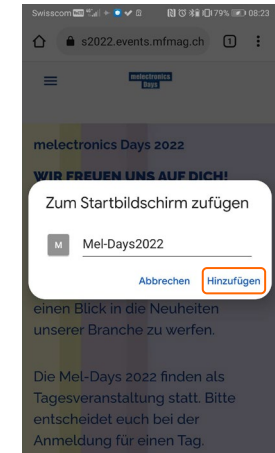 Swisscom 79% 08:23
s2022.events.mfmag.ch 1
melectronics
Days
melectronics Days 2022
WIR FREUEN UNS AUF DICH!
Zum Startbildschirm zufügen
M Mel-Days2022
Abbrechen Hinzufügen
einen Blick in die Neuheiten
unserer Branche zu werfen.
Die Mel-Days 2022 finden als
Tagesveranstaltung statt. Bitte
entscheidet euch bei der
Anmeldung für einen Tag.